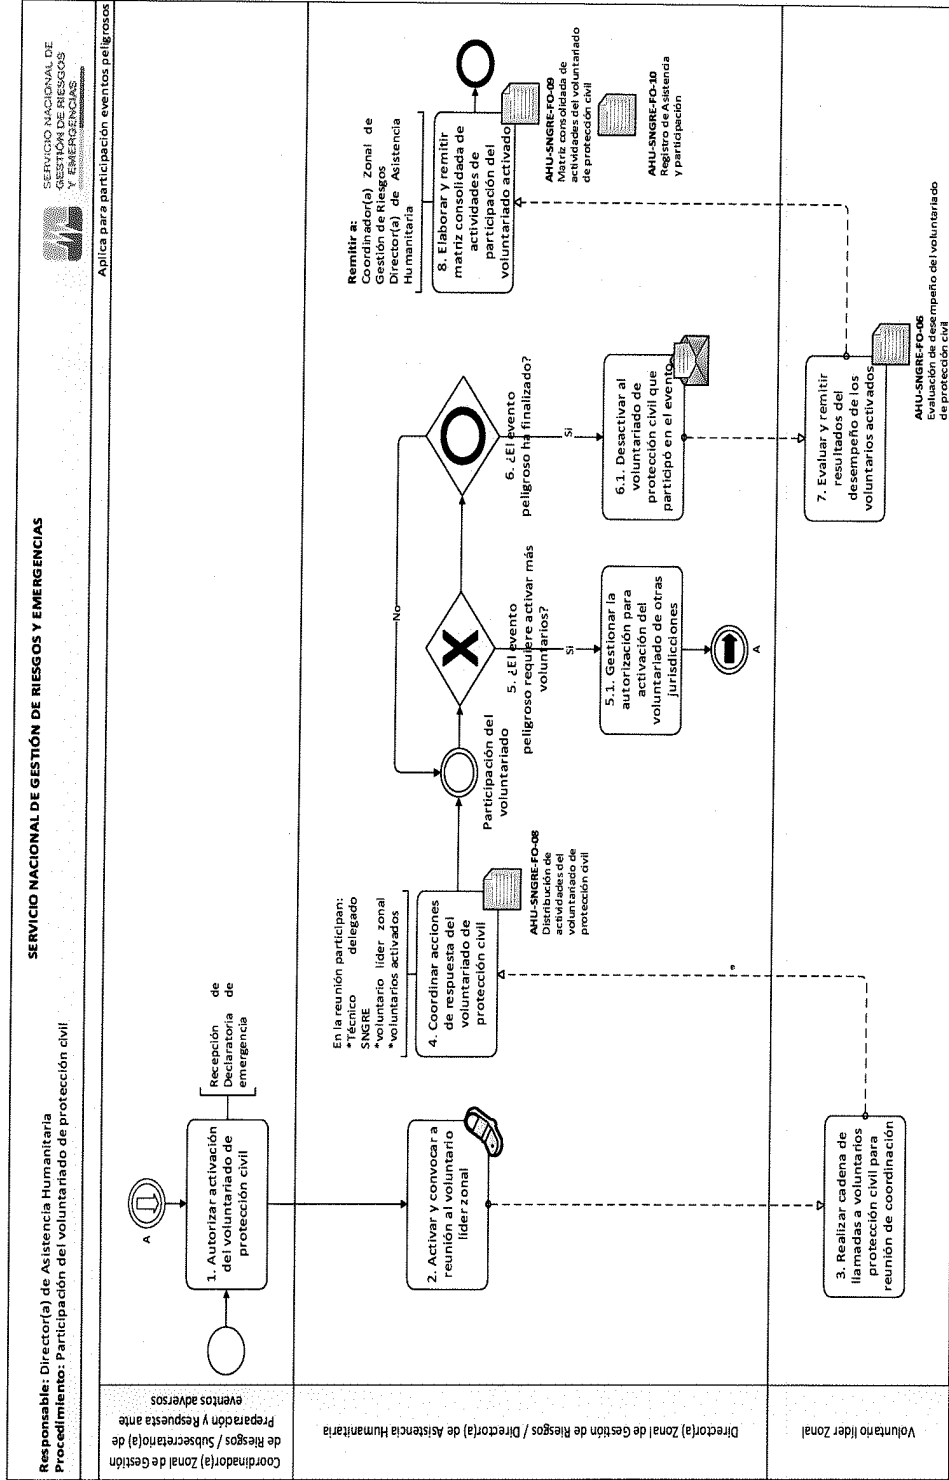 SERVICIO NACIONAL DE GESTIÓN DE RIESGOS Y EMERGENCIAS
Responsable: Director(a) de Asistencia Humanitaria
Procedimiento: Participación del voluntariado de protección civil
SERVICIO NACIONAL DE
GESTIÓN DE RIESGOS
Y EMERGENCIAS
Aplica para participación eventos peligrosos
Coordinador(a) Zonal de Gestión
de Riesgos / Subsecretario(a) de
Preparación y Respuesta ante
eventos adversos
A
1. Autorizar activación
del voluntariado de
protección civil
Recepción de
Declaratoria de
emergencia
Director(a) Zonal de Gestión de Riesgos / Director(a) de Asistencia Humanitaria
2. Activar y convocar a
reunión al voluntario
líder zonal
En la reunión participan:
*Técnico delegado
SNGRE
*voluntario líder zonal
*voluntarios activados
4. Coordinar acciones
de respuesta del
voluntariado de
protección civil
AHU-SNGRE-FO-08
Distribución de
actividades del
voluntariado de
protección civil
Participación del
voluntariado
No
5. ¿El evento
peligroso requiere activar más
voluntarios?
Si
5.1. Gestionar la
autorización para
activación del
voluntariado de otras
jurisdicciones
A
6. ¿El evento
peligroso ha finalizado?
Si
6.1. Desactivar al
voluntariado de
protección civil que
participó en el evento
Remitir a:
Coordinador(a) Zonal de
Gestión de Riesgos
Director(a) de Asistencia
Humanitaria
8. Elaborar y remitir
matriz consolidada de
actividades de
participación del
voluntariado activado
AHU-SNGRE-FO-09
Matriz consolidada de
actividades del voluntariado
de protección civil
AHU-SNGRE-FO-10
Registro de Asistencia
y participación
Voluntario líder Zonal
3. Realizar cadena de
llamadas a voluntarios
protección civil para
reunión de coordinación
7. Evaluar y remitir
resultados del
desempeño de los
voluntarios activados
AHU-SNGRE-FO-06
Evaluación de desempeño del voluntariado
de protección civil